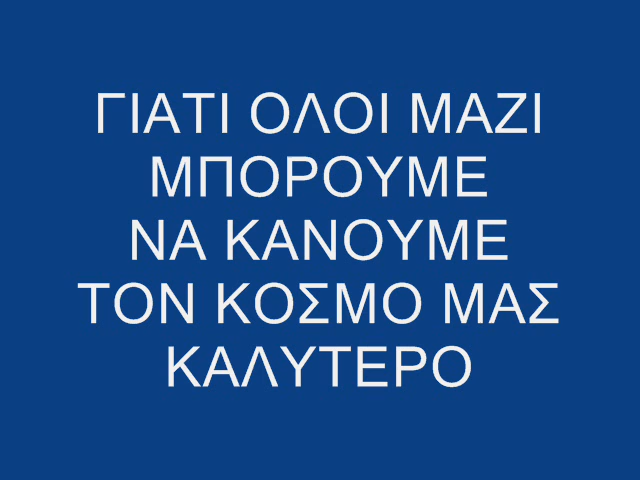 ΓΙΑΤΙ ΟΛΟΙ ΜΑΖΙ
ΜΠΟΡΟΥΜΕ
ΝΑ ΚΑΝΟΥΜΕ
ΤΟΝ ΚΟΣΜΟ ΜΑΣ
ΚΑΛΥΤΕΡΟ